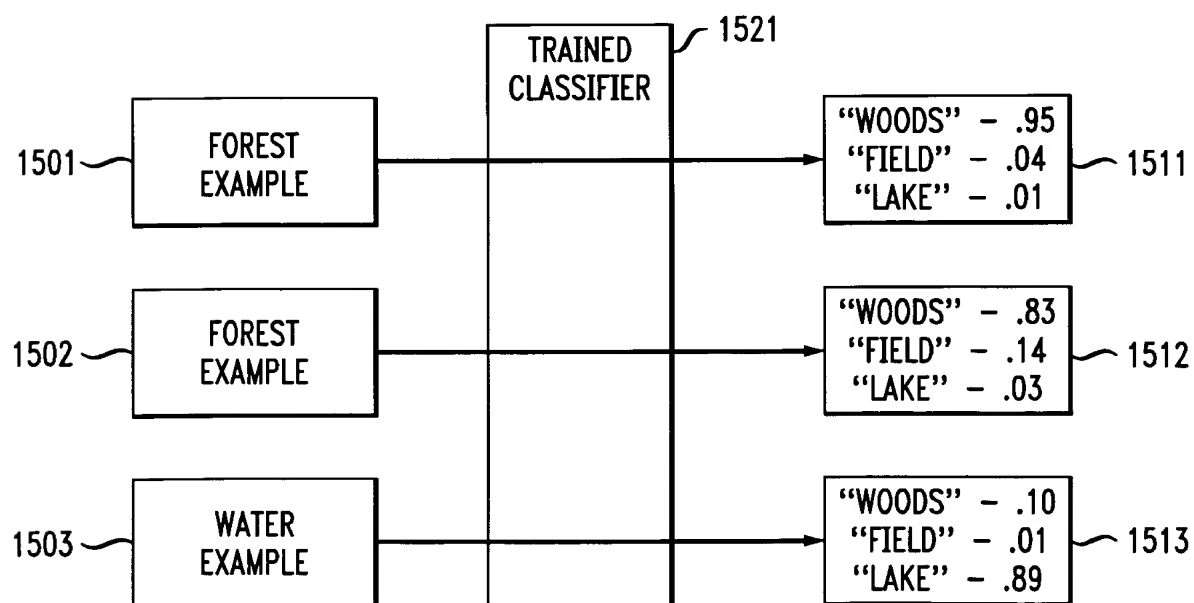 1521
TRAINED
CLASSIFIER
1501
FOREST
EXAMPLE
“WOODS” – .95
“FIELD” – .04
“LAKE” – .01
1511
1502
FOREST
EXAMPLE
“WOODS” – .83
“FIELD” – .14
“LAKE” – .03
1512
1503
WATER
EXAMPLE
“WOODS” – .10
“FIELD” – .01
“LAKE” – .89
1513